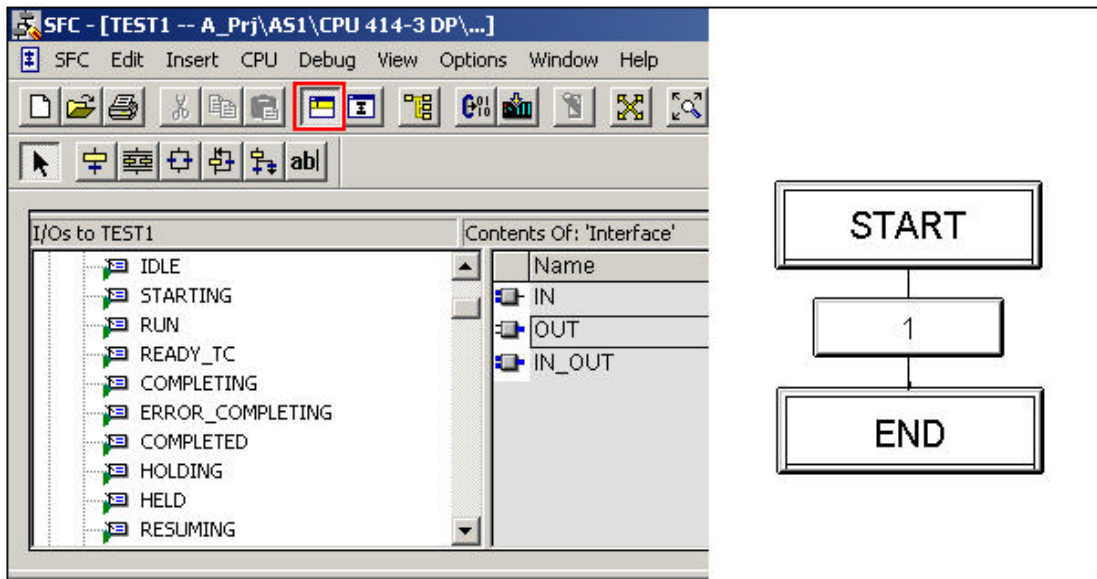 SFC - [TEST1 -- A_Prj\AS1\CPU 414-3 DP\...]
SFC Edit Insert CPU Debug View Options Window Help
ab|
I/Os to TEST1
IDLE
STARTING
RUN
READY_TC
COMPLETING
ERROR_COMPLETING
COMPLETED
HOLDING
HELD
RESUMING
Contents Of: 'Interface'
Name
IN
OUT
IN_OUT
START
1
END